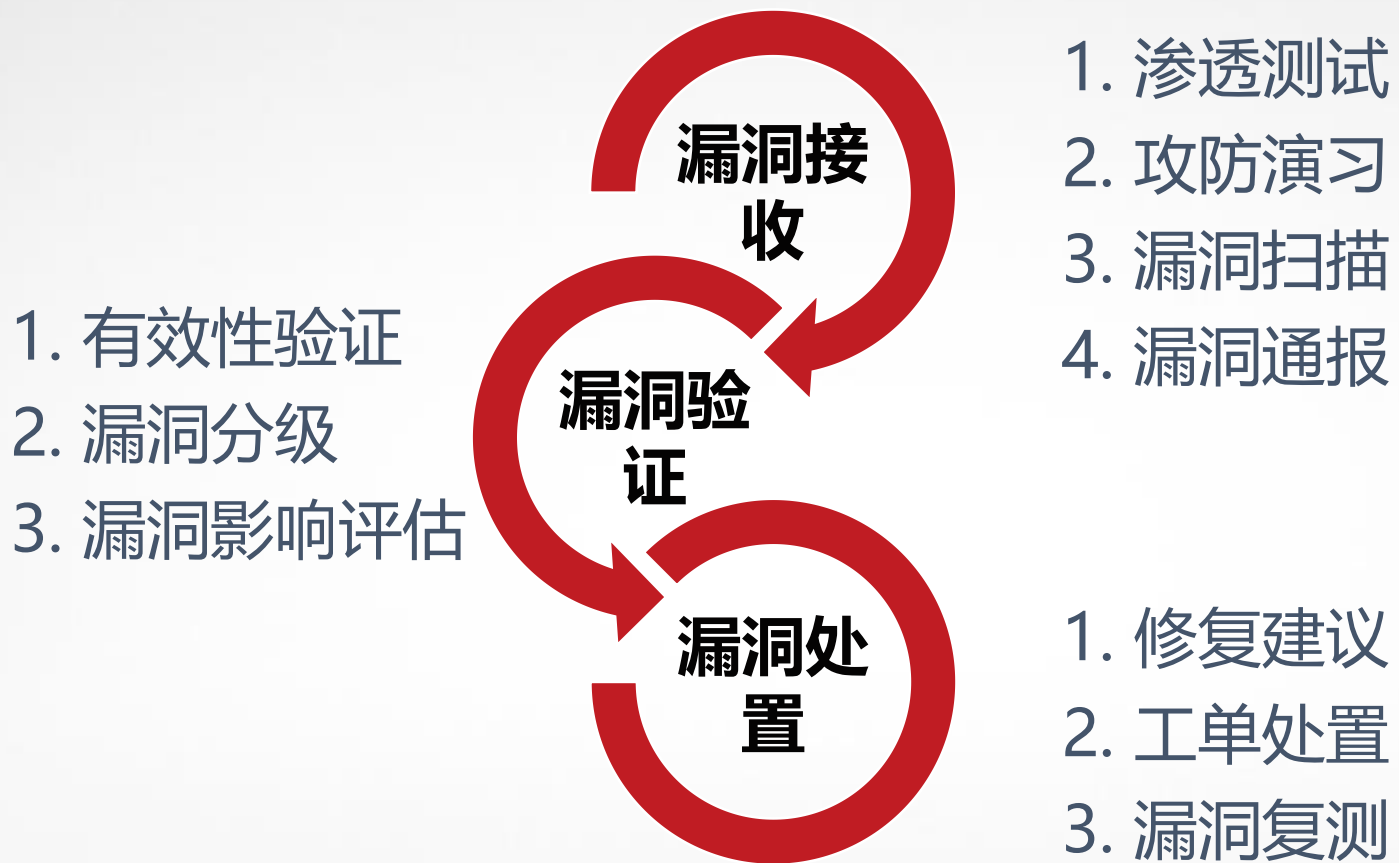 漏洞接
收
1. 渗透测试
2. 攻防演习
3. 漏洞扫描
4. 漏洞通报
1. 有效性验证
2. 漏洞分级
3. 漏洞影响评估
漏洞验
证
漏洞处
置
1. 修复建议
2. 工单处置
3. 漏洞复测